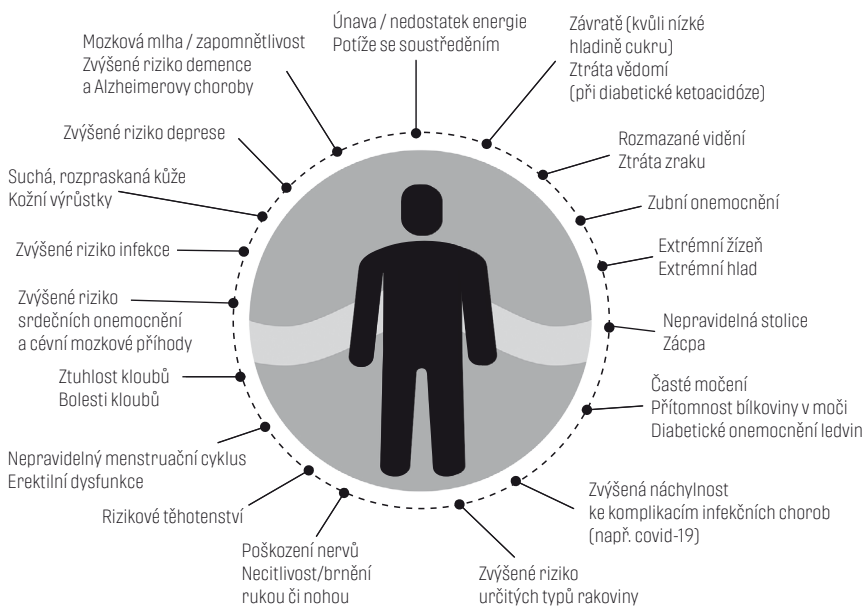 Únava / nedostatek energie
Potíže se soustředěním
Závratě (kvůli nízké
hladině cukru)
Ztráta vědomí
(při diabetické ketoacidóze)
Rozmazané vidění
Ztráta zraku
Zubní onemocnění
Extrémní žízeň
Extrémní hlad
Nepravidelná stolice
Zácpa
Časté močení
Přítomnost bílkoviny v moči
Diabetické onemocnění ledvin
Zvýšená náchylnost
ke komplikacím infekčních chorob
(např. covid-19)
Zvýšené riziko
určitých typů rakoviny
Poškození nervů
Necitlivost/brnění
rukou či nohou
Rizikové těhotenství
Nepravidelný menstruační cyklus
Erektilní dysfunkce
Ztuhlost kloubů
Bolesti kloubů
Zvýšené riziko
srdečních onemocnění
a cévní mozkové příhody
Zvýšené riziko infekce
Suchá, rozpraskaná kůže
Kožní výrůstky
Zvýšené riziko deprese
Mozková mlha / zapomnětlivost
Zvýšené riziko demence
a Alzheimerovy choroby